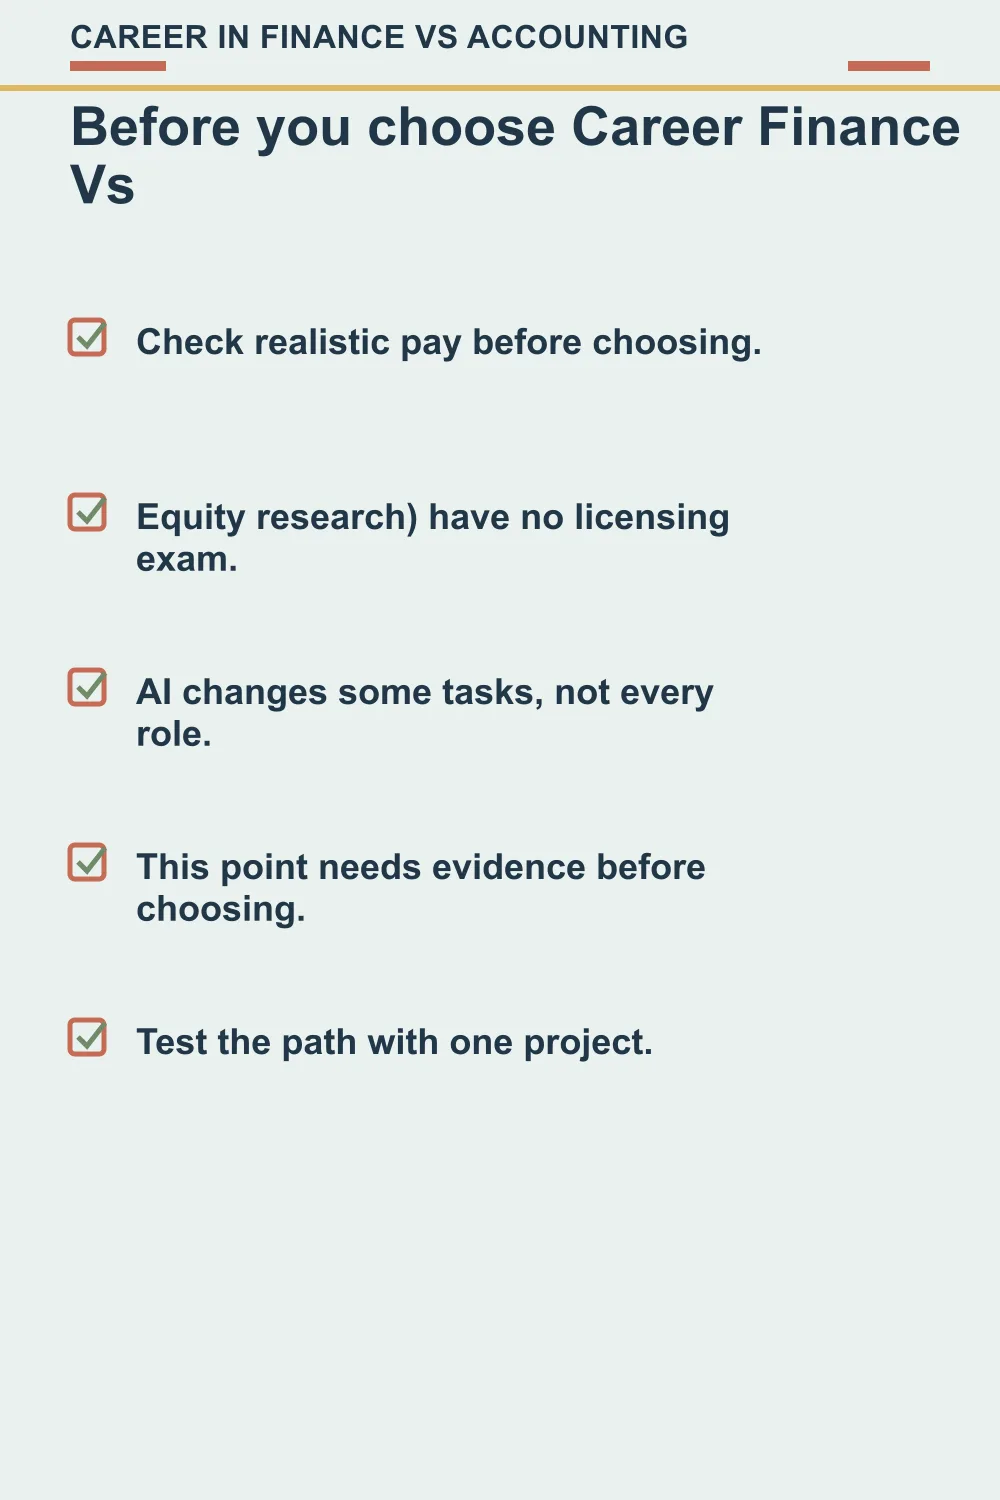 CAREER IN FINANCE VS ACCOUNTING
Before you choose Career Finance
Vs
Check realistic pay before choosing.
Equity research) have no licensing
exam.
AI changes some tasks, not every
role.
This point needs evidence before
choosing.
Test the path with one project.